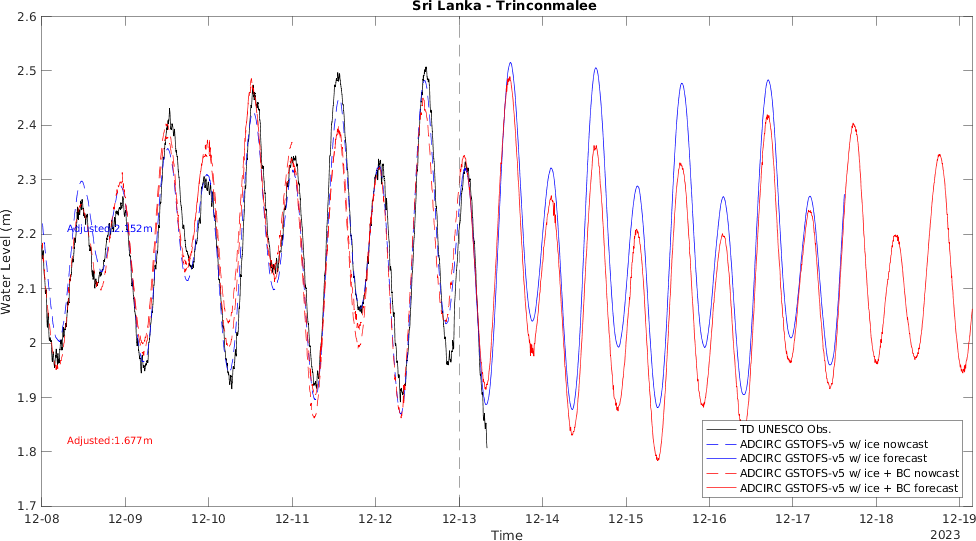 Sri Lanka - Trinconmalee
2.6
2.5
2.4
2.3
2.2
2.1
2
1.9
1.8
1.7
Water Level (m)
Adjusted:2.152m
Adjusted:1.677m
TD UNESCO Obs.
ADCIRC GSTOFS-v5 w/ ice nowcast
ADCIRC GSTOFS-v5 w/ ice forecast
ADCIRC GSTOFS-v5 w/ ice + BC nowcast
ADCIRC GSTOFS-v5 w/ ice + BC forecast
12-08 12-09 12-10 12-11 12-12 12-13 12-14 12-15 12-16 12-17 12-18 12-19
Time
2023